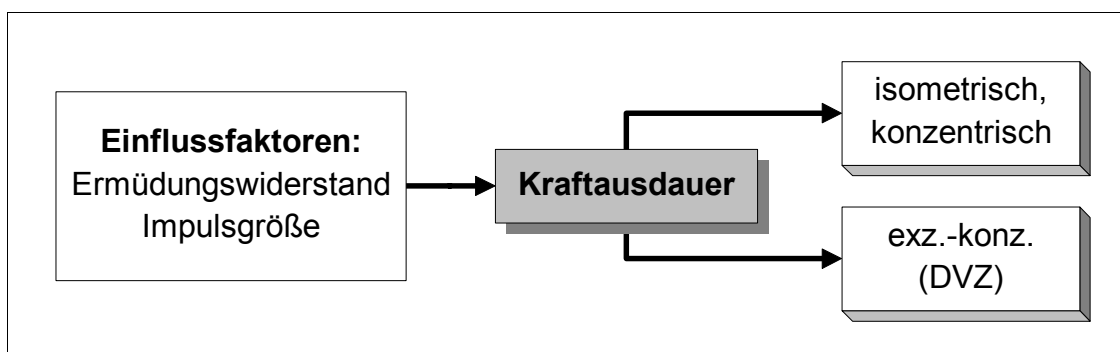 Einflussfaktoren:
Ermüdungswiderstand
Impulsgröße
Kraftausdauer
isometrisch,
konzentrisch
exz.-konz.
(DVZ)